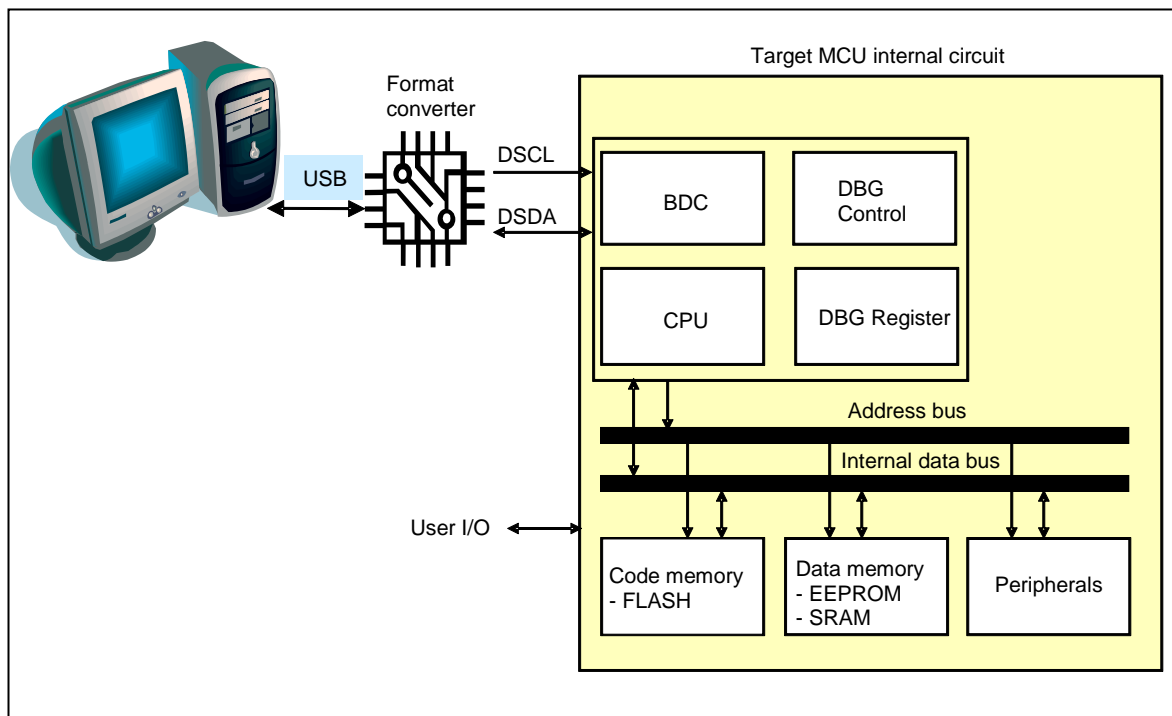 Target MCU internal circuit
Format
converter
USB
DSCL
DSDA
BDC
DBG
Control
CPU
DBG Register
Address bus
Internal data bus
User I/O
Code memory
- FLASH
Data memory
- EEPROM
- SRAM
Peripherals